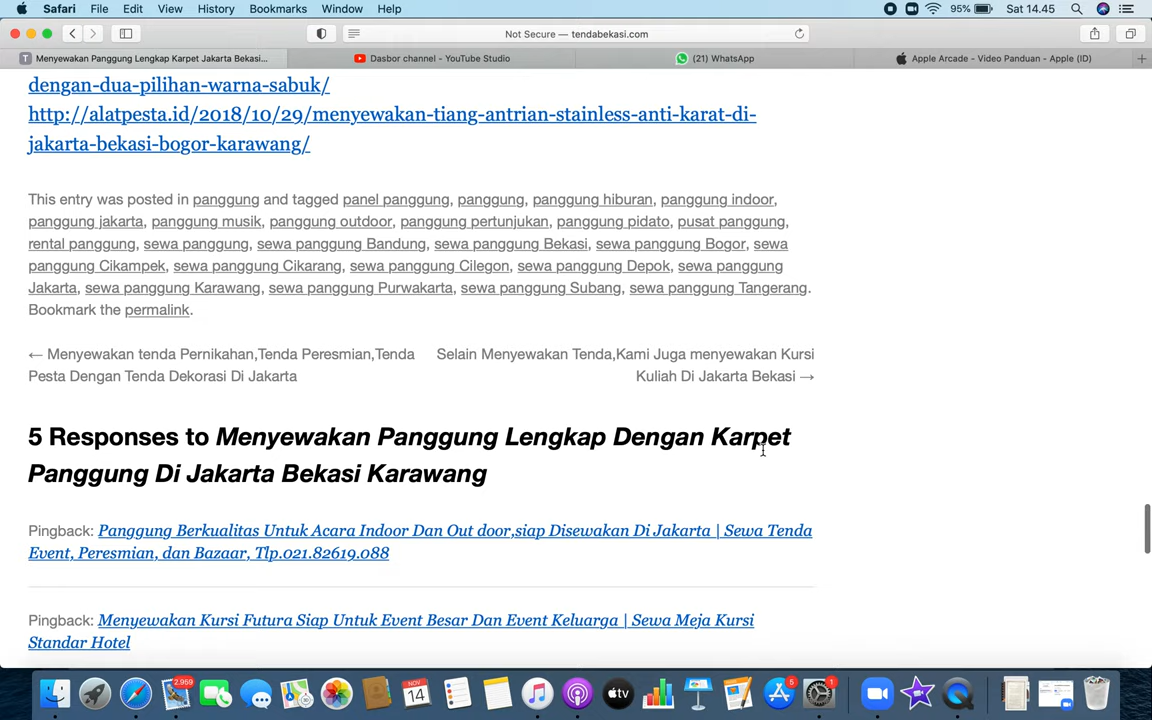 Safari File Edit View History Bookmarks Window Help 95% Sat 14.45
Not Secure — tendabekasi.com
T Menyewakan Panggung Lengkap Karpet Jakarta Bekasi... Dasbor channel - YouTube Studio (21) WhatsApp Apple Arcade - Video Panduan - Apple (ID)
dengan-dua-pilihan-warna-sabuk/
http://alatpesta.id/2018/10/29/menyewakan-tiang-antrian-stainless-anti-karat-di-
jakarta-bekasi-bogor-karawang/
This entry was posted in panggung and tagged panel panggung, panggung, panggung hiburan, panggung indoor,
panggung jakarta, panggung musik, panggung outdoor, panggung pertunjukan, panggung pidato, pusat panggung,
rental panggung, sewa panggung, sewa panggung Bandung, sewa panggung Bekasi, sewa panggung Bogor, sewa
panggung Cikampek, sewa panggung Cikarang, sewa panggung Cilegon, sewa panggung Depok, sewa panggung
Jakarta, sewa panggung Karawang, sewa panggung Purwakarta, sewa panggung Subang, sewa panggung Tangerang.
Bookmark the permalink.
← Menyewakan tenda Pernikahan,Tenda Peresmian,Tenda
Pesta Dengan Tenda Dekorasi Di Jakarta
Selain Menyewakan Tenda,Kami Juga menyewakan Kursi
Kuliah Di Jakarta Bekasi →
5 Responses to Menyewakan Panggung Lengkap Dengan Karpet
Panggung Di Jakarta Bekasi Karawang
Pingback: Panggung Berkualitas Untuk Acara Indoor Dan Out door,siap Disewakan Di Jakarta | Sewa Tenda
Event, Peresmian, dan Bazaar, Tlp.021.82619.088
Pingback: Menyewakan Kursi Futura Siap Untuk Event Besar Dan Event Keluarga | Sewa Meja Kursi
Standar Hotel
2.959 NOV 14 tv 5 1